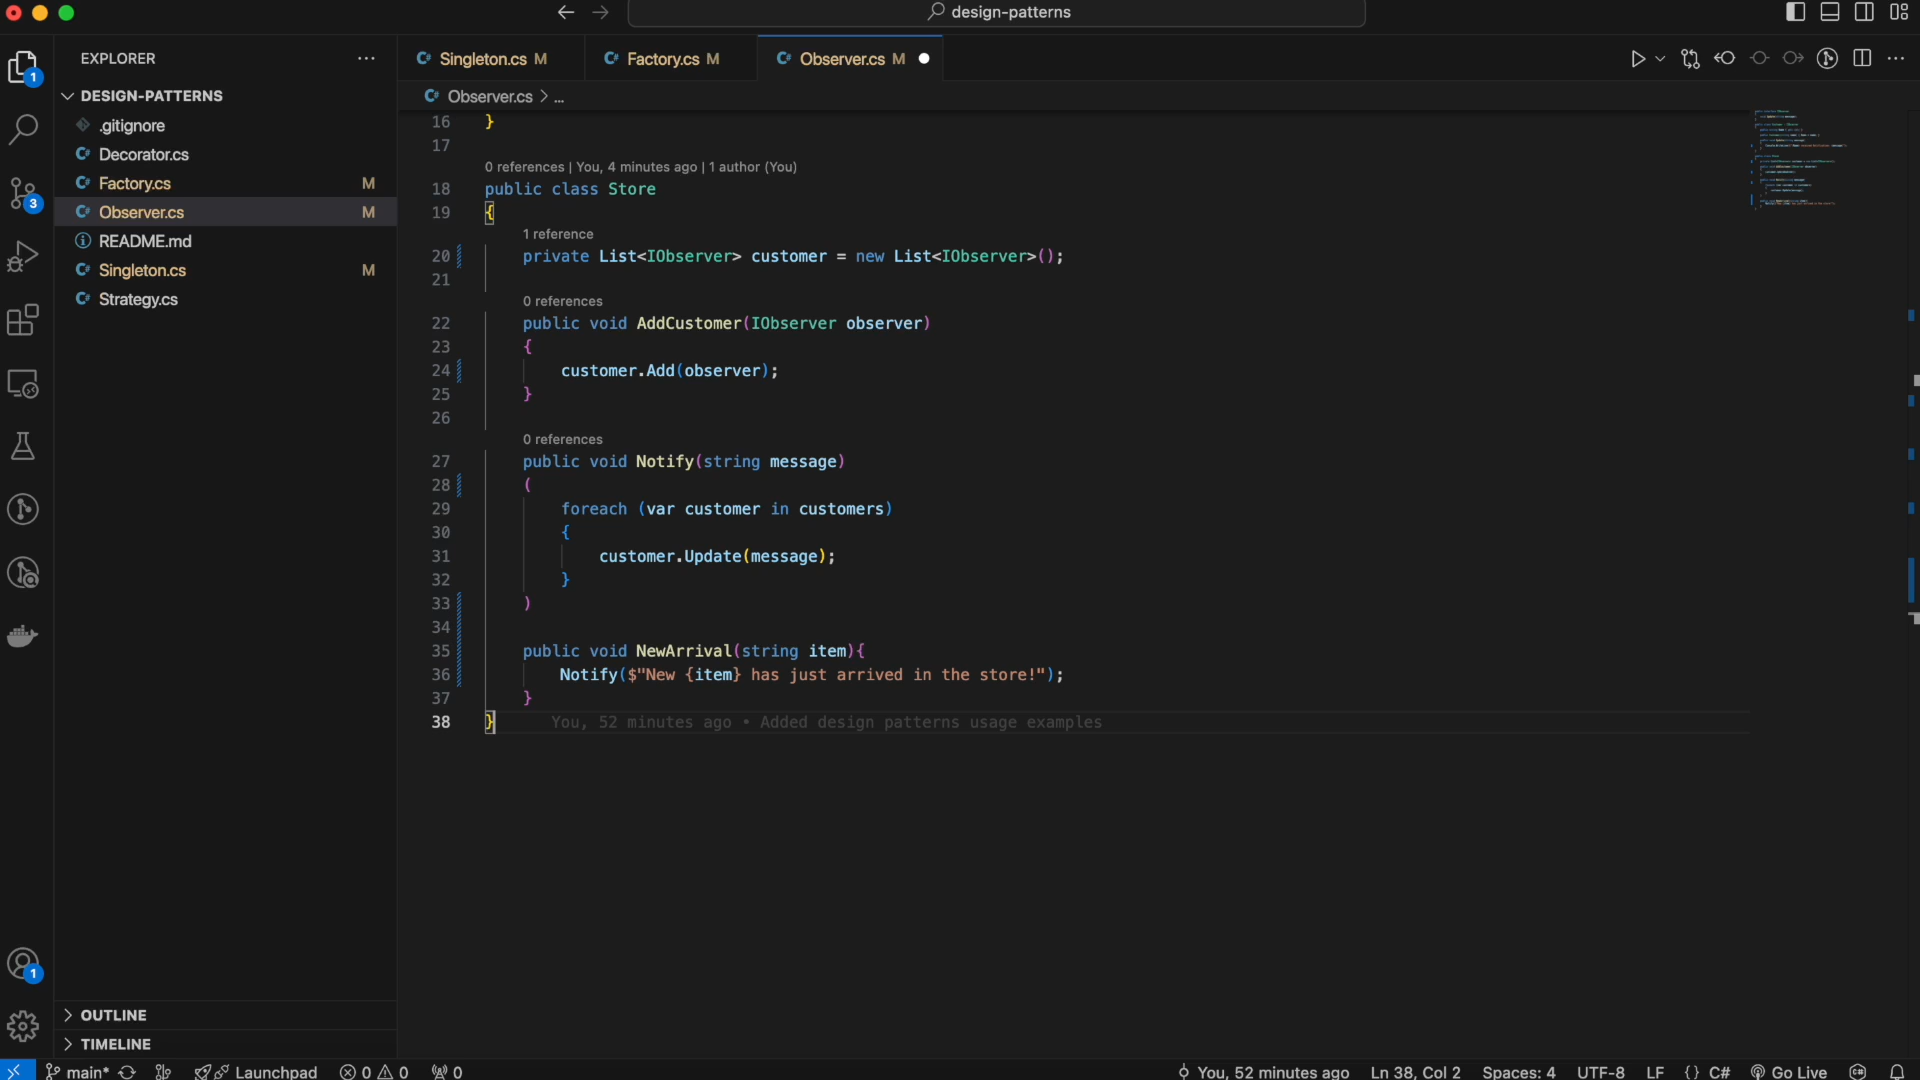 design-patterns
EXPLORER
Singleton.cs M
Factory.cs M
Observer.cs M
DESIGN-PATTERNS
.gitignore
Decorator.cs
Factory.cs M
Observer.cs M
README.md
Singleton.cs M
Strategy.cs
1
3
1
Observer.cs > ...
16 }
17
0 references | You, 4 minutes ago | 1 author (You)
18 public class Store
19 {
1 reference
20 private List<IObserver> customer = new List<IObserver>();
21
0 references
22 public void AddCustomer(IObserver observer)
23 {
24 customer.Add(observer);
25 }
26
0 references
27 public void Notify(string message)
28 (
29 foreach (var customer in customers)
30 {
31 customer.Update(message);
32 }
33 )
34
35 public void NewArrival(string item){
36 Notify($"New {item} has just arrived in the store!");
37 }
38 } You, 52 minutes ago • Added design patterns usage examples
OUTLINE
TIMELINE
main* Launchpad 0 0 0 You, 52 minutes ago Ln 38, Col 2 Spaces: 4 UTF-8 LF {} C# Go Live